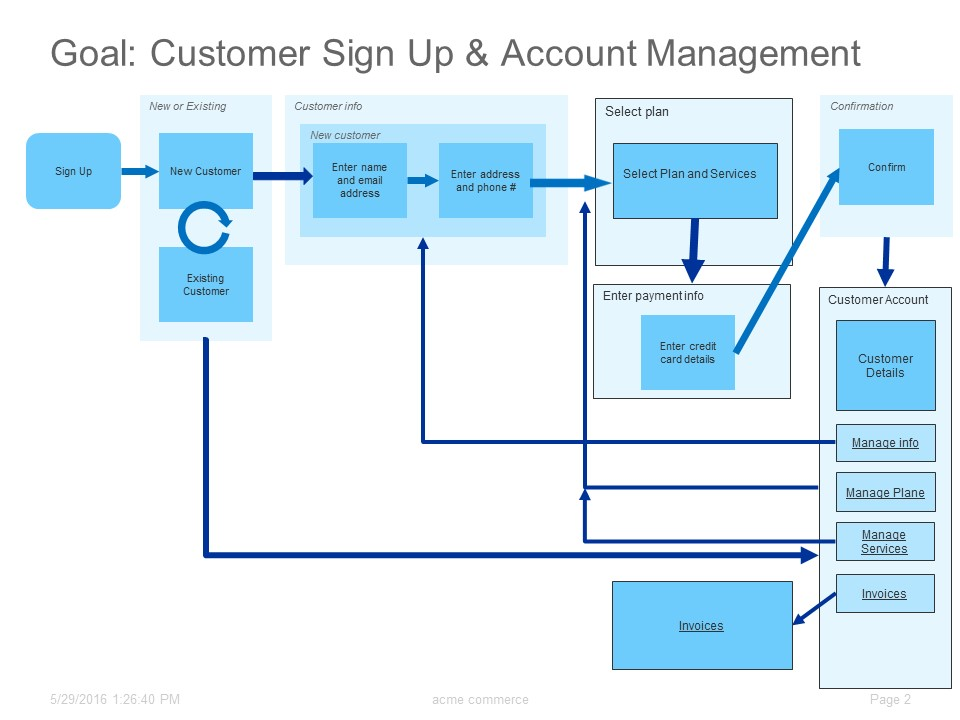 Goal: Customer Sign Up & Account Management
New or Existing
Sign Up
New Customer
Existing
Customer
Customer info
New customer
Enter name
and email
address
Enter address
and phone #
Select plan
Select Plan and Services
Enter payment info
Enter credit
card details
Confirmation
Confirm
Customer Account
Customer
Details
Manage info
Manage Plane
Manage
Services
Invoices
Invoices
5/29/2016 1:26:40 PM
acme commerce
Page 2